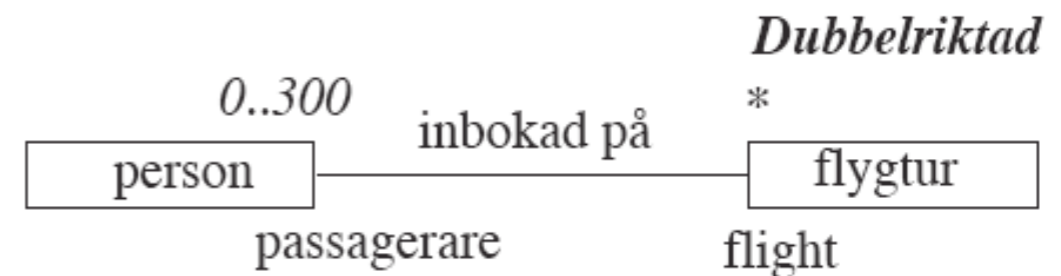 Dubbelriktad
0..300
*
inbokad på
person
flygtur
passagerare
flight